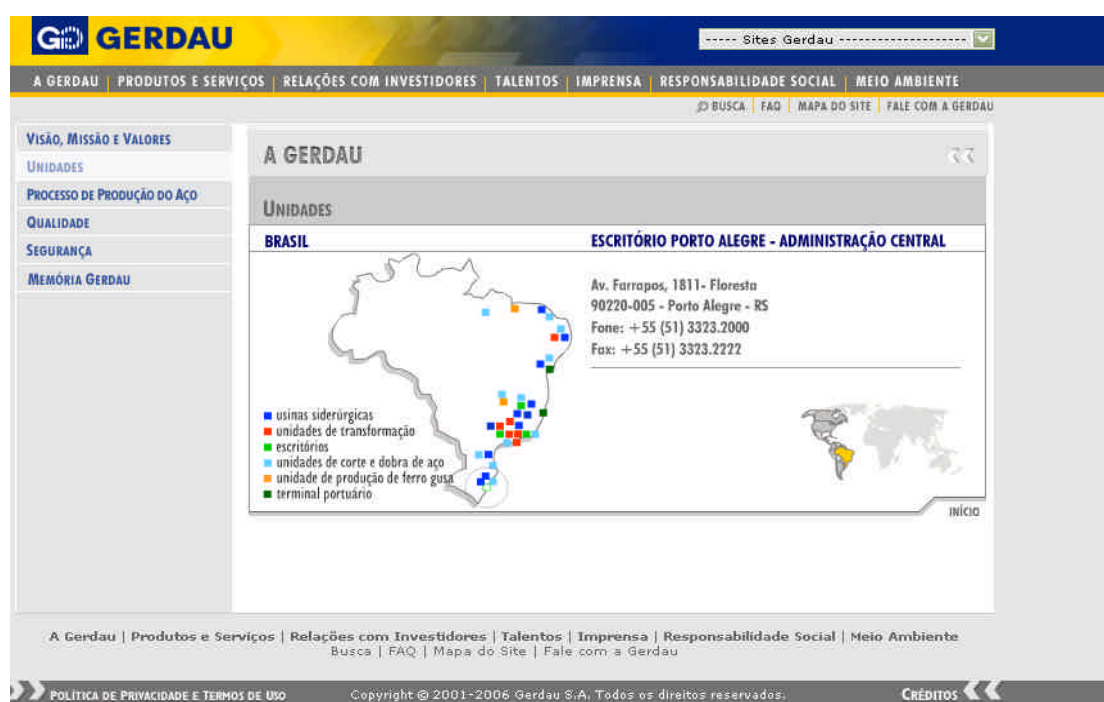 GERDAU
----- Sites Gerdau -------------------
A GERDAU | PRODUTOS E SERVIÇOS | RELAÇÕES COM INVESTIDORES | TALENTOS | IMPRENSA | RESPONSABILIDADE SOCIAL | MEIO AMBIENTE
BUSCA | FAQ | MAPA DO SITE | FALE COM A GERDAU
VISÃO, MISSÃO E VALORES
UNIDADES
PROCESSO DE PRODUÇÃO DO AÇO
QUALIDADE
SEGURANÇA
MEMÓRIA GERDAU
A GERDAU
UNIDADES
BRASIL
ESCRITÓRIO PORTO ALEGRE - ADMINISTRAÇÃO CENTRAL
Av. Farrapos, 1811- Floresta
90220-005 - Porto Alegre - RS
Fone: +55 (51) 3323.2000
Fax: +55 (51) 3323.2222
usinas siderúrgicas
unidades de transformação
escritórios
unidades de corte e dobra de aço
unidade de produção de ferro gusa
terminal portuário
INÍCIO
A Gerdau | Produtos e Serviços | Relações com Investidores | Talentos | Imprensa | Responsabilidade Social | Meio Ambiente
Busca | FAQ | Mapa do Site | Fale com a Gerdau
POLÍTICA DE PRIVACIDADE E TERMOS DE USO
Copyright @ 2001-2006 Gerdau S.A. Todos os direitos reservados.
CRÉDITOS